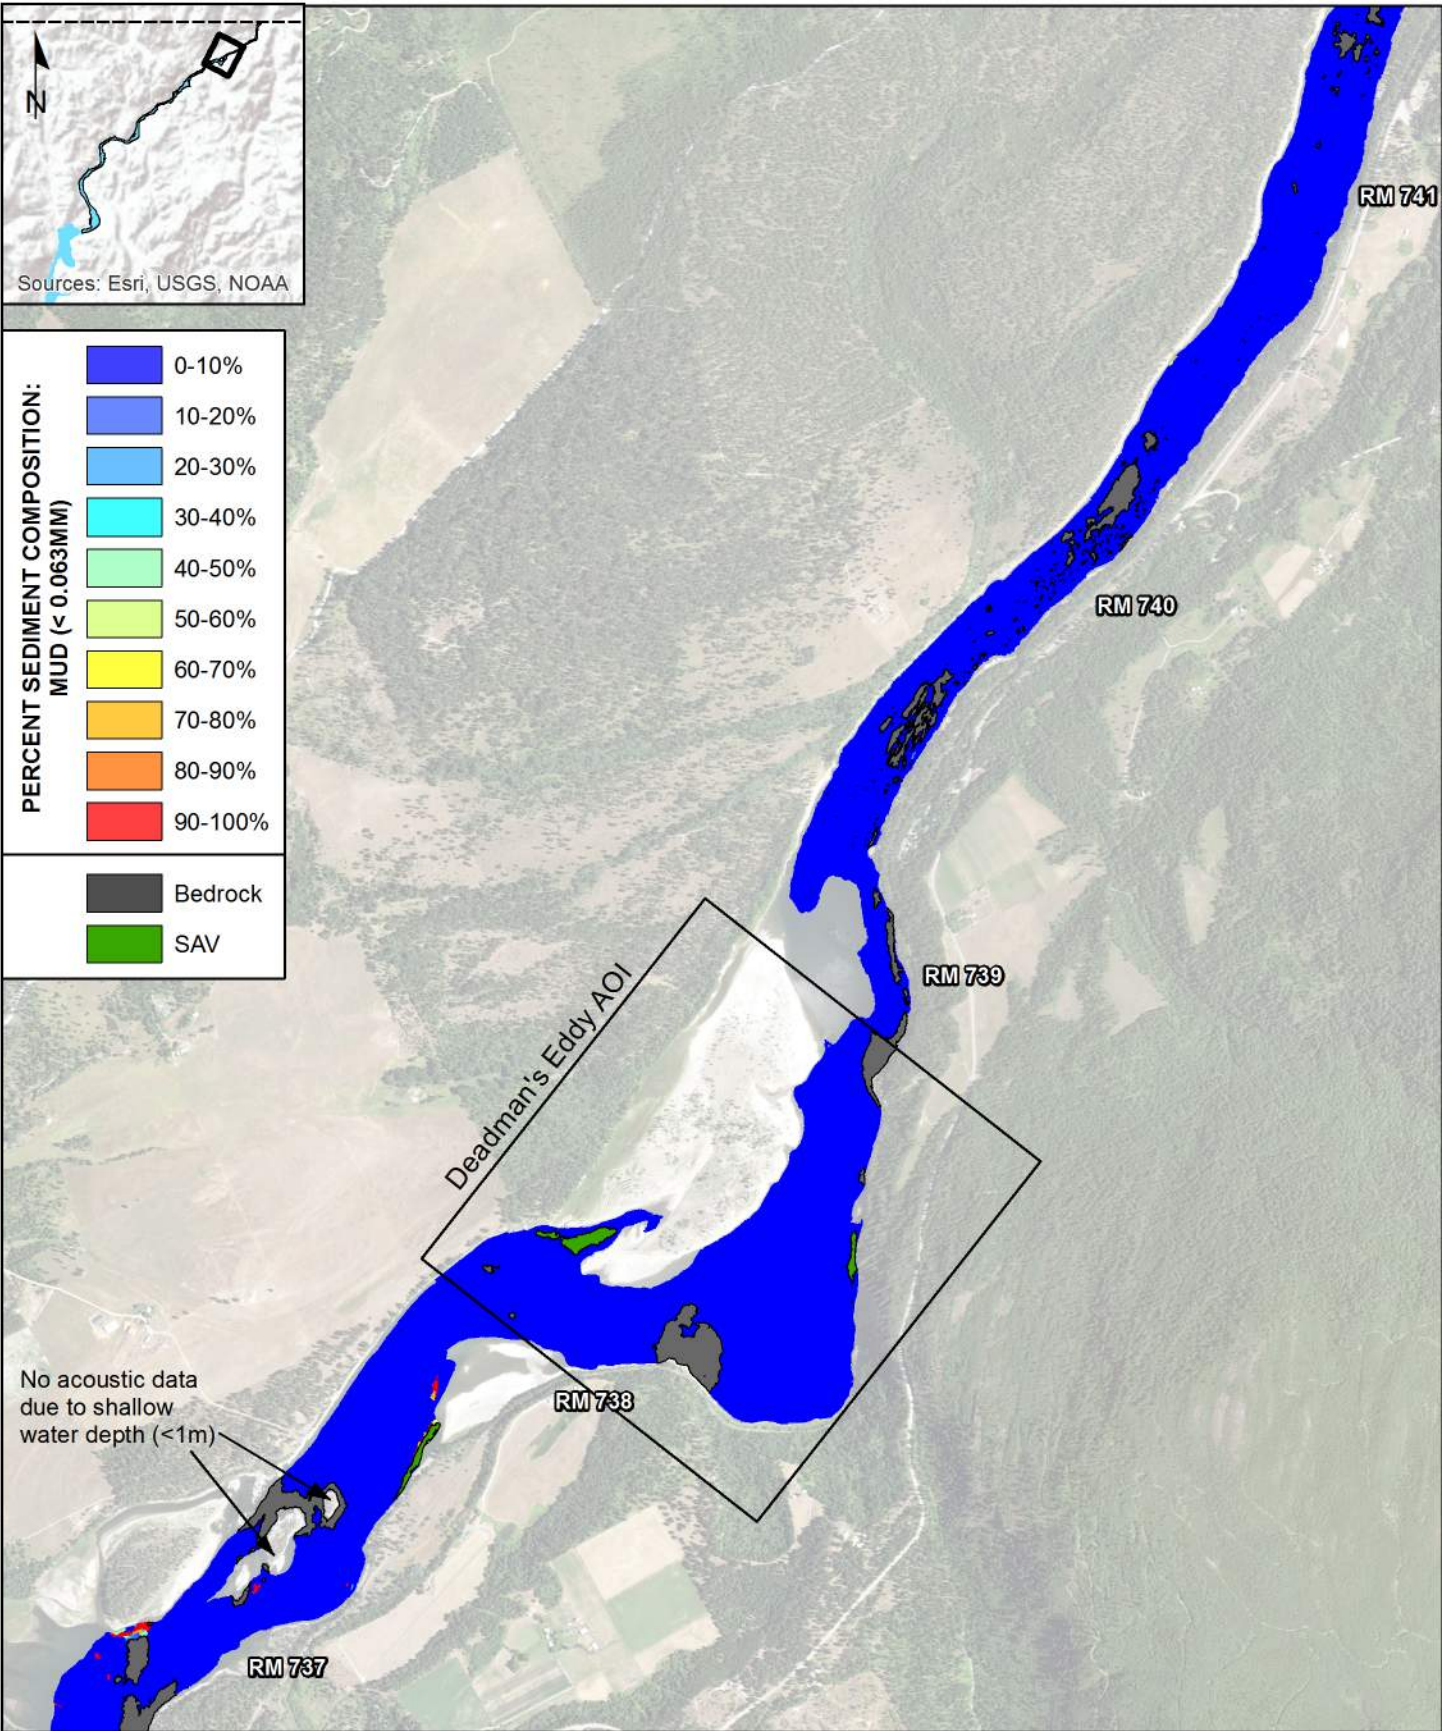 N
Sources: Esri, USGS, NOAA
PERCENT SEDIMENT COMPOSITION:
MUD (< 0.063MM)
0-10%
10-20%
20-30%
30-40%
40-50%
50-60%
60-70%
70-80%
80-90%
90-100%
Bedrock
SAV
RM 741
RM 740
RM 739
Deadman's Eddy AOI
RM 738
No acoustic data
due to shallow
water depth (<1m)
RM 737